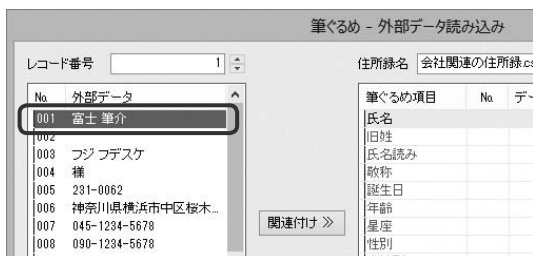 筆ぐるめ - 外部データ読み込み
レコード番号 1 住所録名 会社関連の住所録.cs
No. 外部データ 筆ぐるめ項目 No. デー
001 富士 筆介 氏名
002 旧姓
003 フジ フデスケ 氏名読み
004 様 敬称
005 231-0062 誕生日
006 神奈川県横浜市中区桜木... 年齢
007 045-1234-5678 関連付け ≫ 星座
008 090-1234-5678 性別